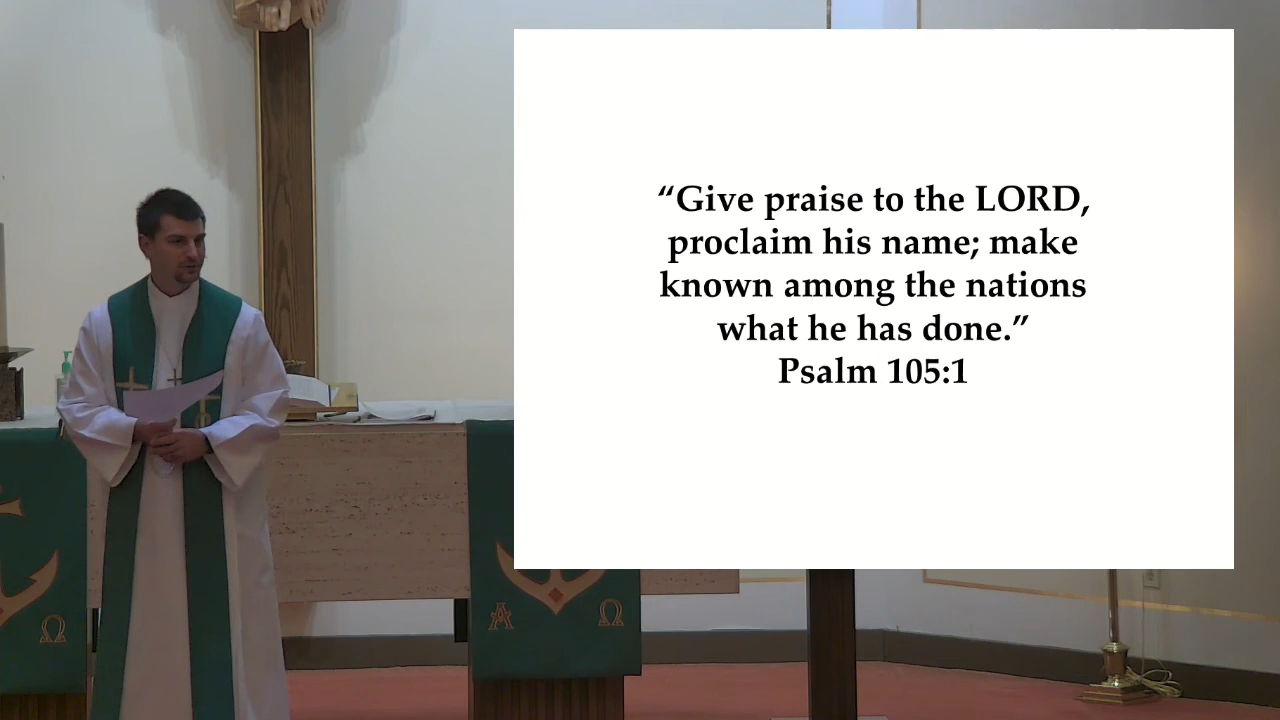 “Give praise to the LORD,
proclaim his name; make
known among the nations
what he has done.”
Psalm 105:1
Ω
Α Ω